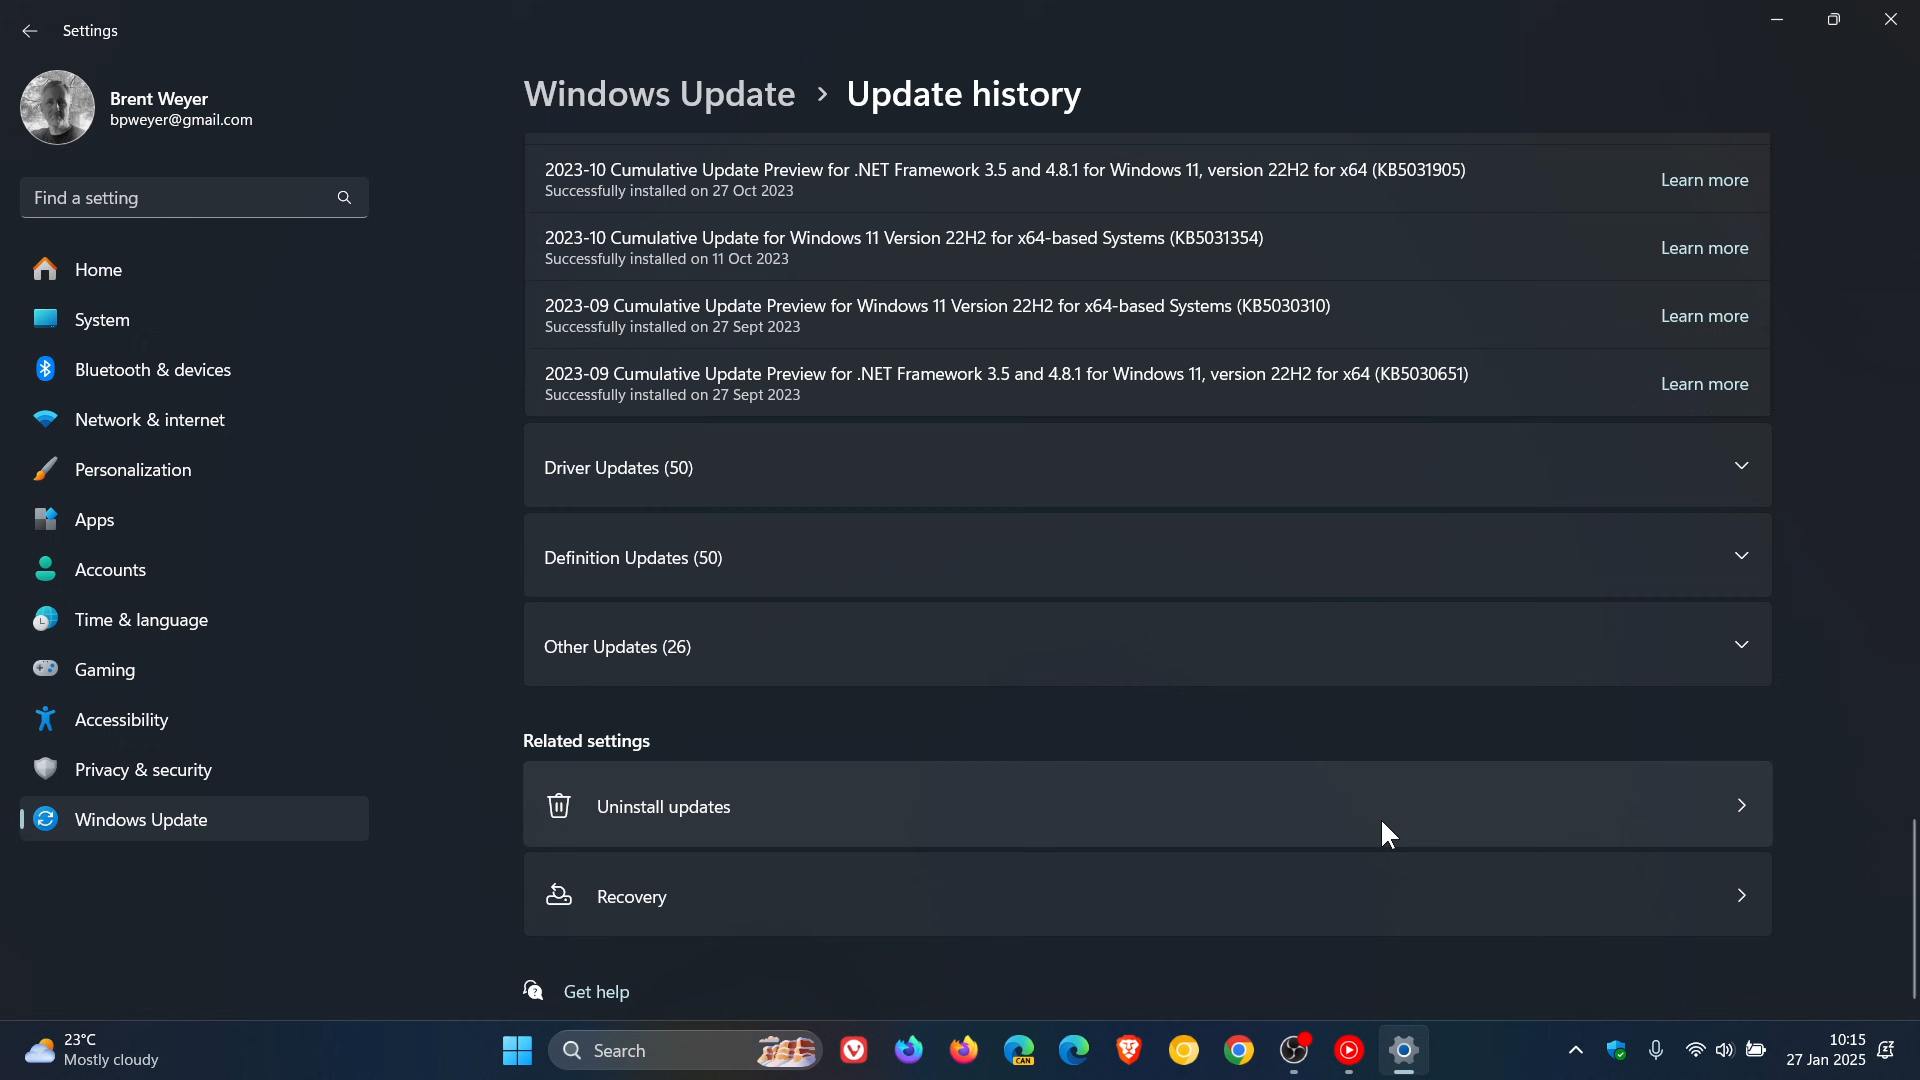 Settings
Brent Weyer
bpweyer@gmail.com
Find a setting
Home
System
Bluetooth & devices
Network & internet
Personalization
Apps
Accounts
Time & language
Gaming
Accessibility
Privacy & security
Windows Update
Windows Update > Update history
2023-10 Cumulative Update Preview for .NET Framework 3.5 and 4.8.1 for Windows 11, version 22H2 for x64 (KB5031905)
Successfully installed on 27 Oct 2023
Learn more
2023-10 Cumulative Update for Windows 11 Version 22H2 for x64-based Systems (KB5031354)
Successfully installed on 11 Oct 2023
Learn more
2023-09 Cumulative Update Preview for Windows 11 Version 22H2 for x64-based Systems (KB5030310)
Successfully installed on 27 Sept 2023
Learn more
2023-09 Cumulative Update Preview for .NET Framework 3.5 and 4.8.1 for Windows 11, version 22H2 for x64 (KB5030651)
Successfully installed on 27 Sept 2023
Learn more
Driver Updates (50)
Definition Updates (50)
Other Updates (26)
Related settings
Uninstall updates
Recovery
Get help
23°C
Mostly cloudy
Search
CAN
10:15
27 Jan 2025